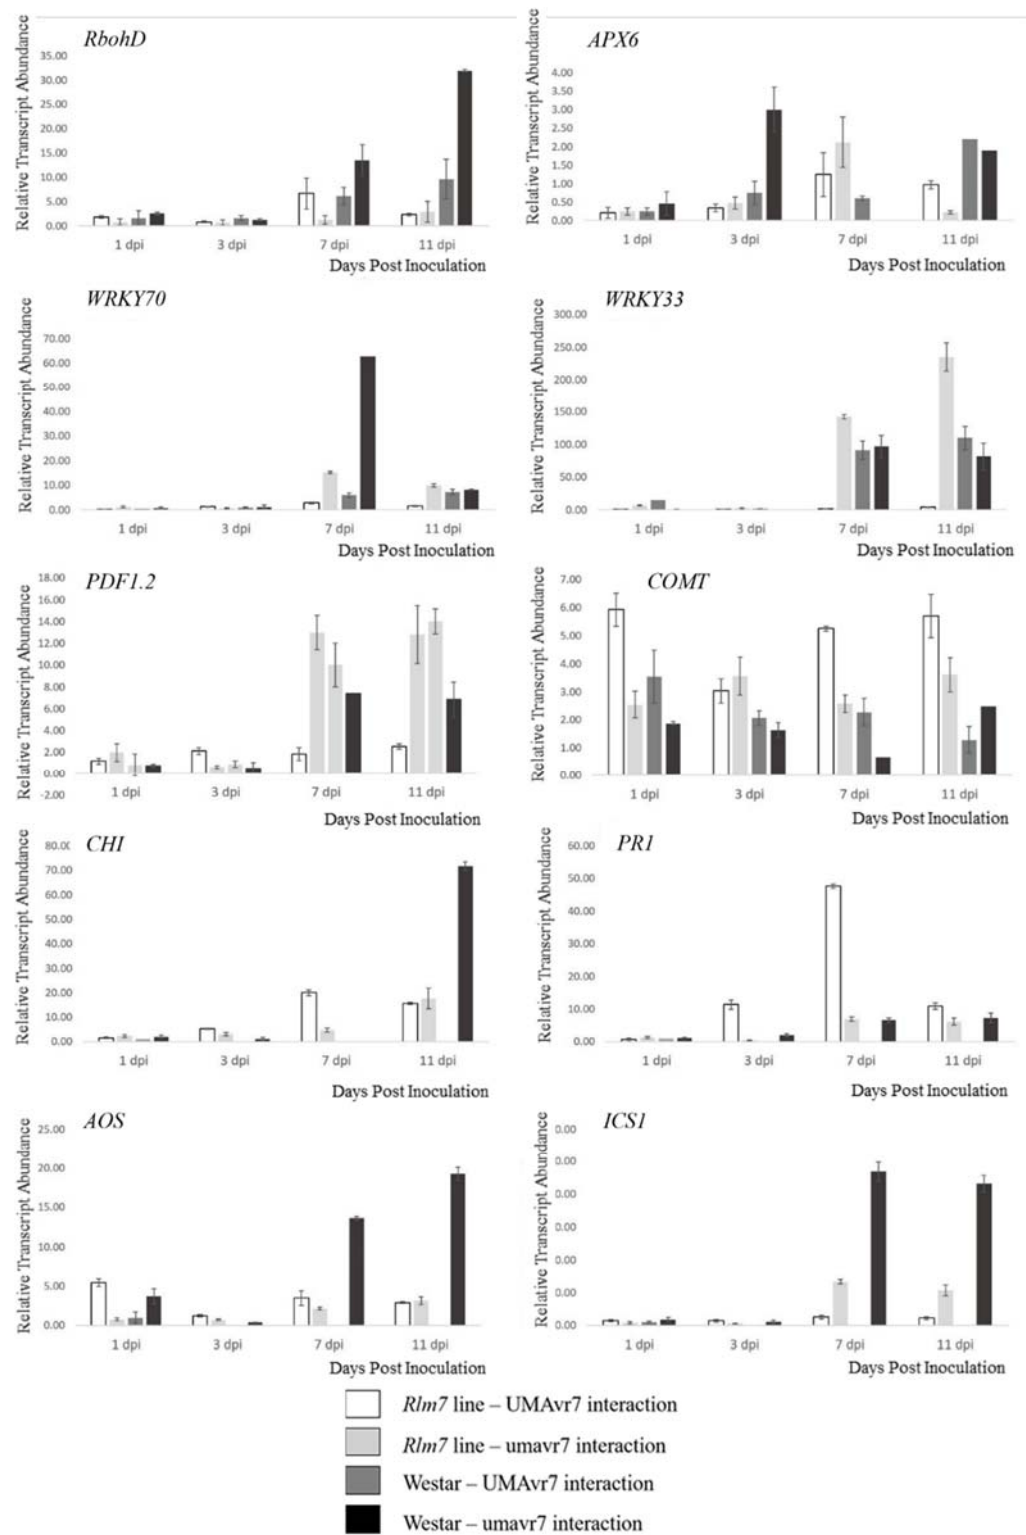 RbohD
Relative Transcript Abundance
35.00
30.00
25.00
20.00
15.00
10.00
5.00
0.00
1 dpi 3 dpi 7 dpi 11 dpi
Days Post Inoculation
APX6
Relative Transcript Abundance
4.00
3.50
3.00
2.50
2.00
1.50
1.00
0.50
0.00
1 dpi 3 dpi 7 dpi 11 dpi
Days Post Inoculation
WRKY70
Relative Transcript Abundance
70.00
60.00
50.00
40.00
30.00
20.00
10.00
0.00
1 dpi 3 dpi 7 dpi 11 dpi
Days Post Inoculation
WRKY33
Relative Transcript Abundance
300.00
250.00
200.00
150.00
100.00
50.00
0.00
1 dpi 3 dpi 7 dpi 11 dpi
Days Post Inoculation
PDF1.2
Relative Transcript Abundance
18.00
16.00
14.00
12.00
10.00
8.00
6.00
4.00
2.00
0.00
-2.00
1 dpi 3 dpi 7 dpi 11 dpi
Days Post Inoculation
COMT
Relative Transcript Abundance
7.00
6.00
5.00
4.00
3.00
2.00
1.00
0.00
1 dpi 3 dpi 7 dpi 11 dpi
Days Post Inoculation
CHI
Relative Transcript Abundance
80.00
70.00
60.00
50.00
40.00
30.00
20.00
10.00
0.00
1 dpi 3 dpi 7 dpi 11 dpi
Days Post Inoculation
PR1
Relative Transcript Abundance
60.00
50.00
40.00
30.00
20.00
10.00
0.00
1 dpi 3 dpi 7 dpi 11 dpi
Days Post Inoculation
AOS
Relative Transcript Abundance
25.00
20.00
15.00
10.00
5.00
0.00
1 dpi 3 dpi 7 dpi 11 dpi
Days Post Inoculation
ICS1
Relative Transcript Abundance
0.00
0.00
0.00
0.00
0.00
0.00
0.00
1 dpi 3 dpi 7 dpi 11 dpi
Days Post Inoculation
Rlm7 line – UMAvr7 interaction
Rlm7 line – umavr7 interaction
Westar – UMAvr7 interaction
Westar – umavr7 interaction